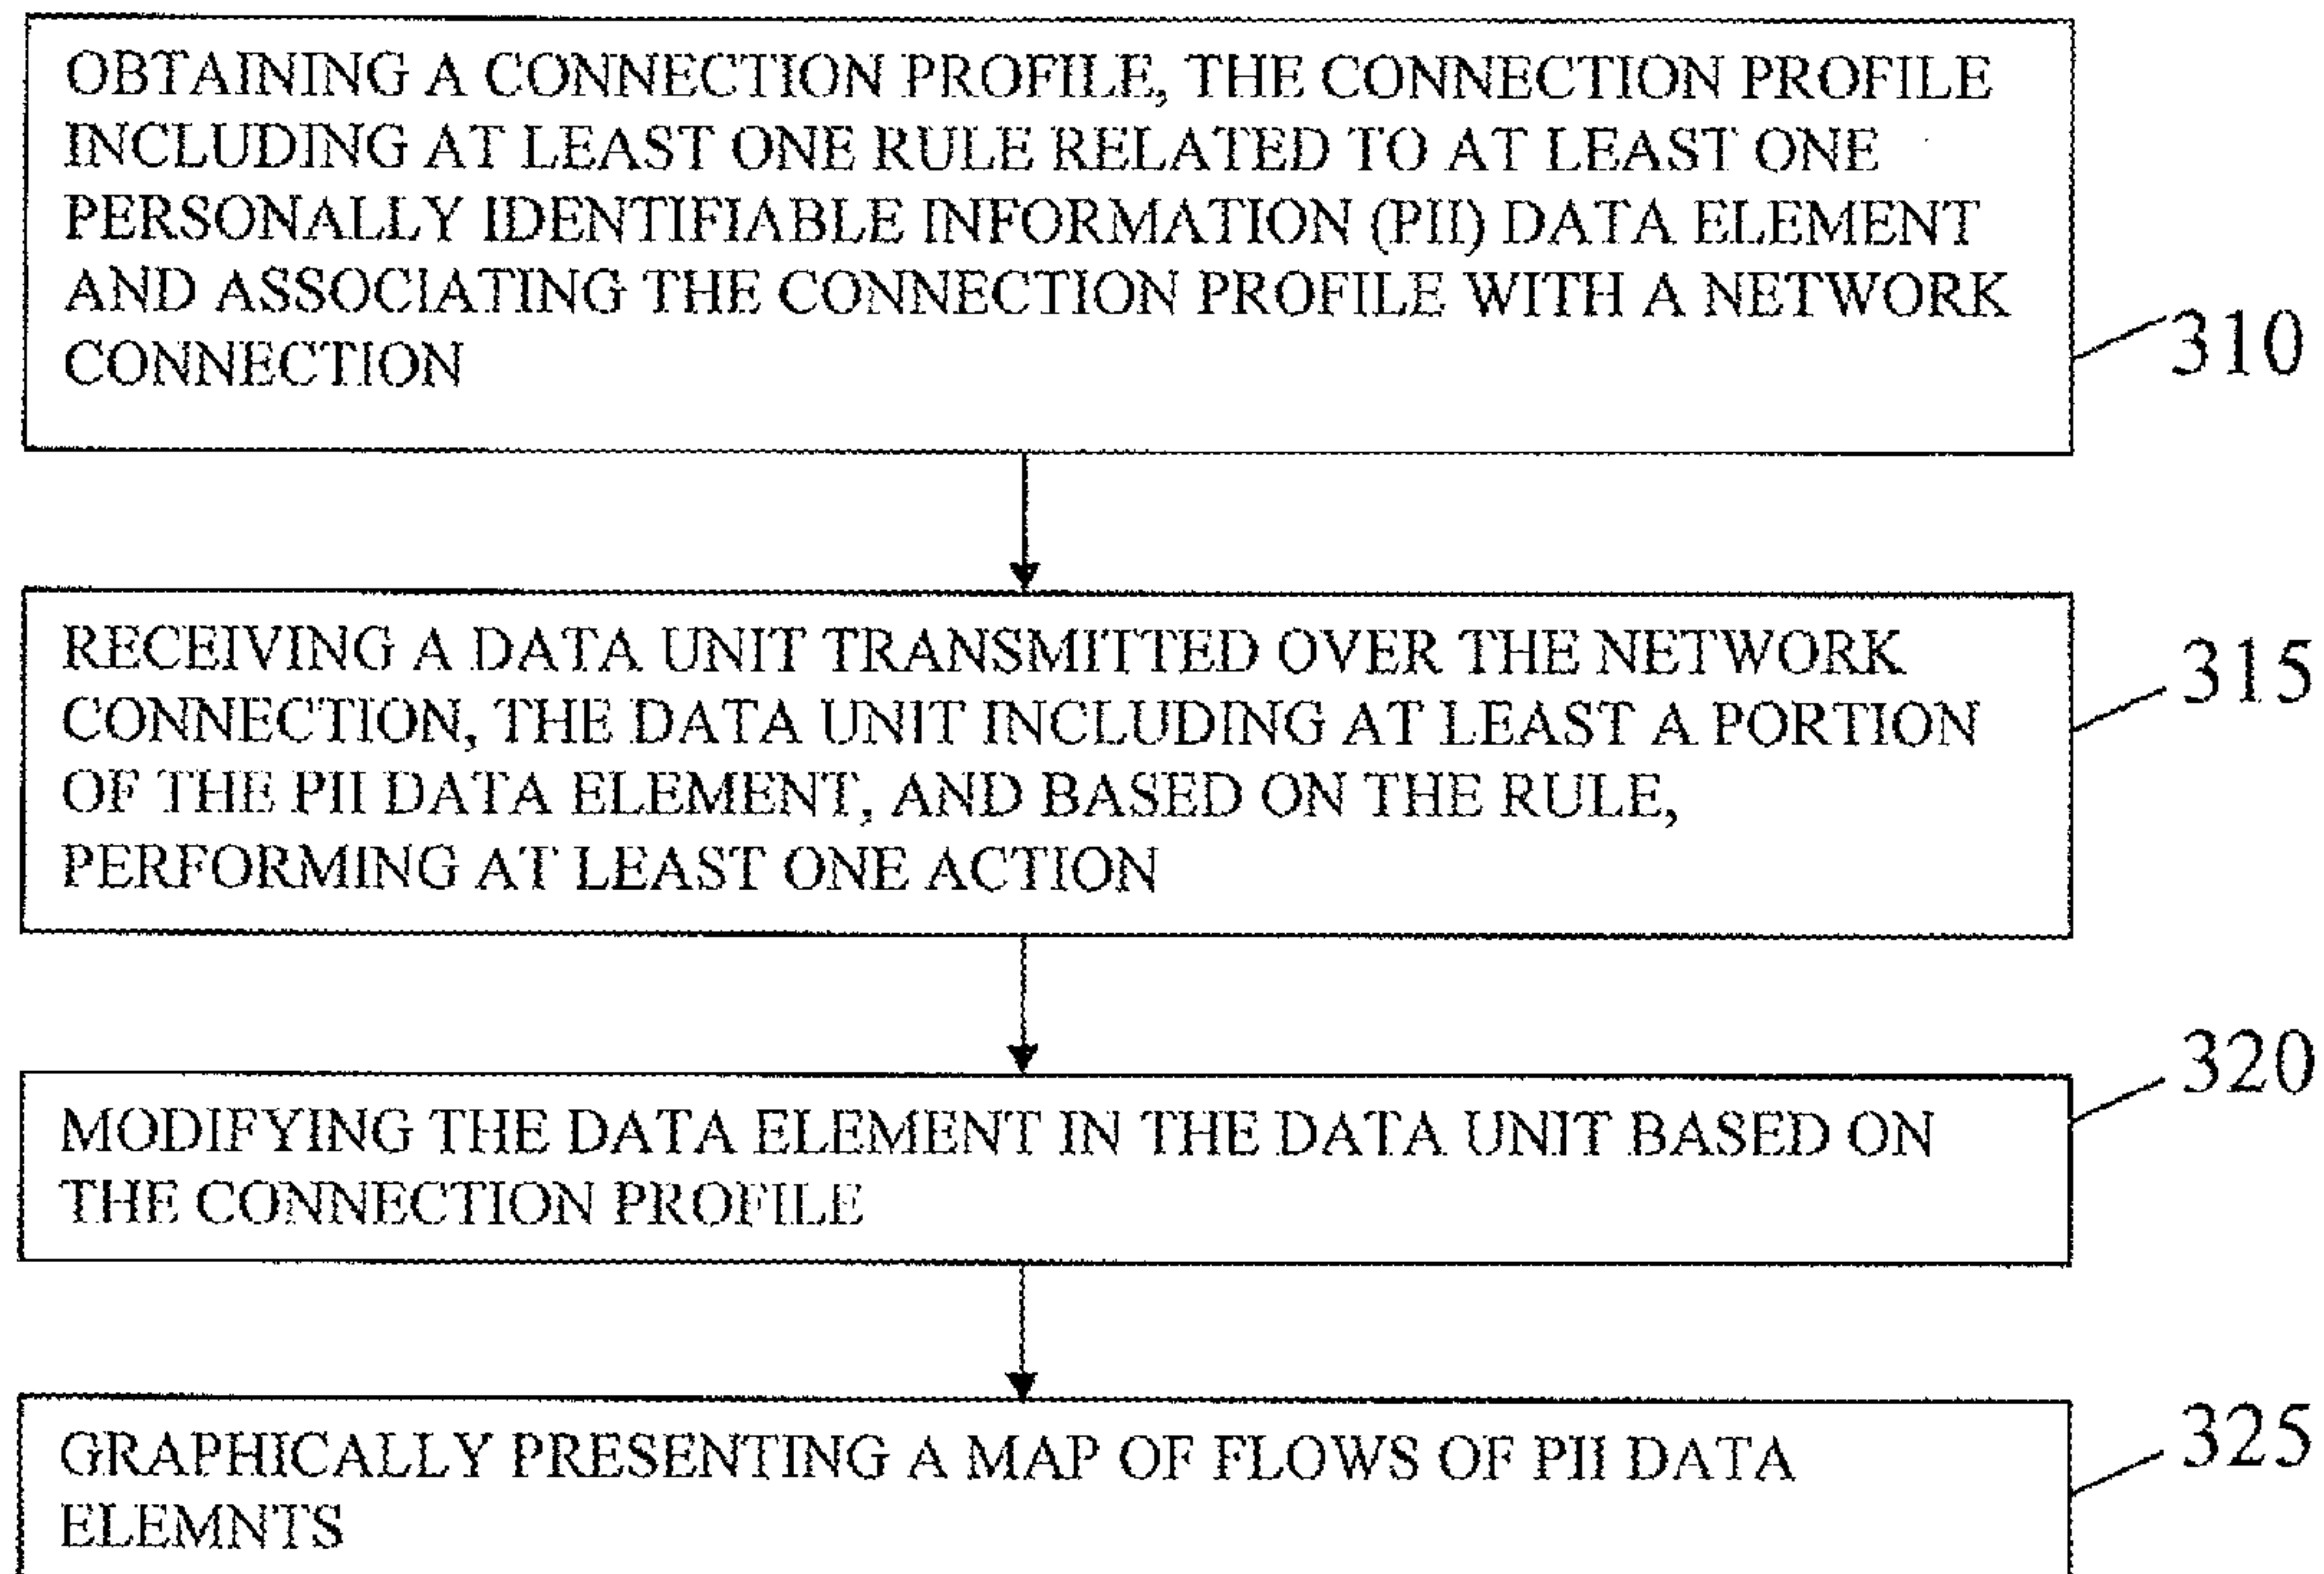 OBTAINING A CONNECTION PROFILE, THE CONNECTION PROFILE
INCLUDING AT LEAST ONE RULE RELATED TO AT LEAST ONE
PERSONALLY IDENTIFIABLE INFORMATION (PII) DATA ELEMENT
AND ASSOCIATING THE CONNECTION PROFILE WITH A NETWORK
CONNECTION
310
RECEIVING A DATA UNIT TRANSMITTED OVER THE NETWORK
CONNECTION, THE DATA UNIT INCLUDING AT LEAST A PORTION
OF THE PII DATA ELEMENT, AND BASED ON THE RULE,
PERFORMING AT LEAST ONE ACTION
315
MODIFYING THE DATA ELEMENT IN THE DATA UNIT BASED ON
THE CONNECTION PROFILE
320
GRAPHICALLY PRESENTING A MAP OF FLOWS OF PII DATA
ELEMNTS
325